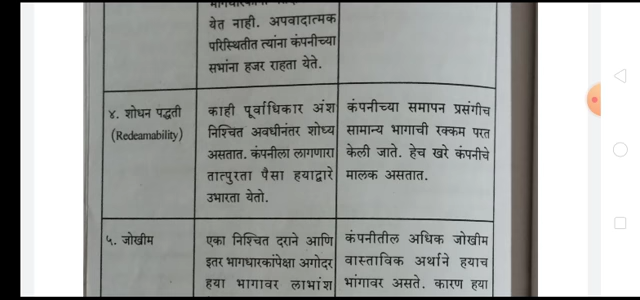 येत नाही. अपवादात्मक
परिस्थितीत त्यांना कंपनीच्या
सभांना हजर राहता येते.
४. शोधन पद्धती
(Redeamability)
काही पूर्वाधिकार अंश
निश्चित अवधीनंतर शोध्य
असतात. कंपनीला लागणारा
तात्पुरता पैसा हयाद्वारे
उभारता येतो.
कंपनीच्या समापन प्रसंगीच
सामान्य भागाची रक्कम परत
केली जाते. हेच खरे कंपनीचे
मालक असतात.
५. जोखीम
एका निश्चित दराने आणि
इतर भागधारकांपेक्षा अगोदर
हया भागावर लाभांश
कंपनीतील अधिक जोखीम
वास्ताविक अर्थाने हयाच
भांगावर असते. कारण हया